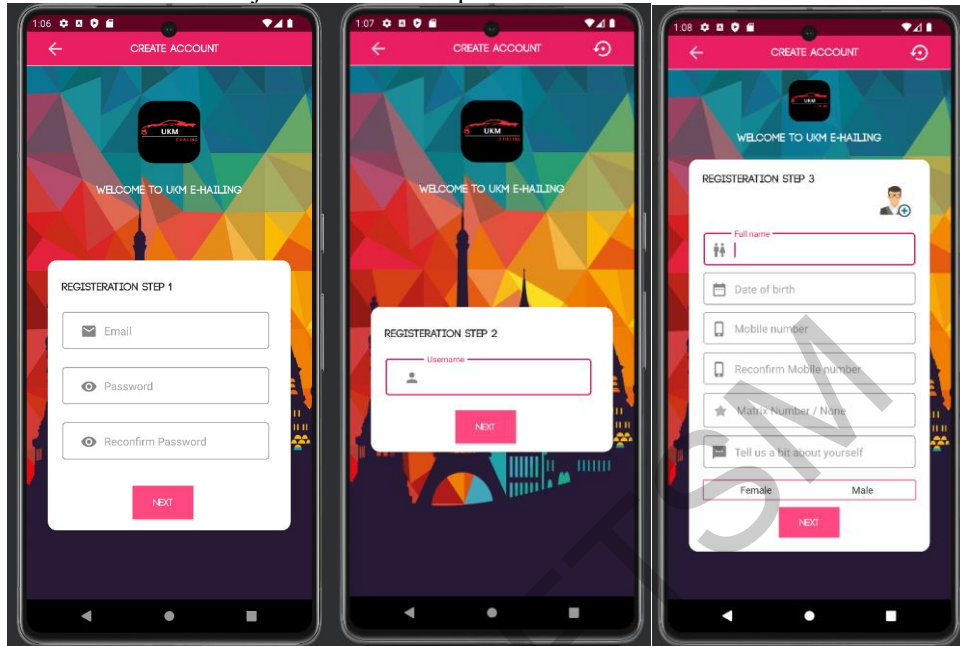 1:06
CREATE ACCOUNT
UKM
E-HAILING
WELCOME TO UKM E-HAILING
REGISTERATION STEP 1
Email
Password
Reconfirm Password
NEXT
1:07
CREATE ACCOUNT
UKM
E-HAILING
WELCOME TO UKM E-HAILING
REGISTERATION STEP 2
Username
NEXT
1:08
CREATE ACCOUNT
UKM
WELCOME TO UKM E-HAILING
REGISTERATION STEP 3
Full name
Date of birth
Mobile number
Reconfirm Mobile number
Matrix Number / None
Tell us a bit about yourself
Female Male
NEXT
FTSM